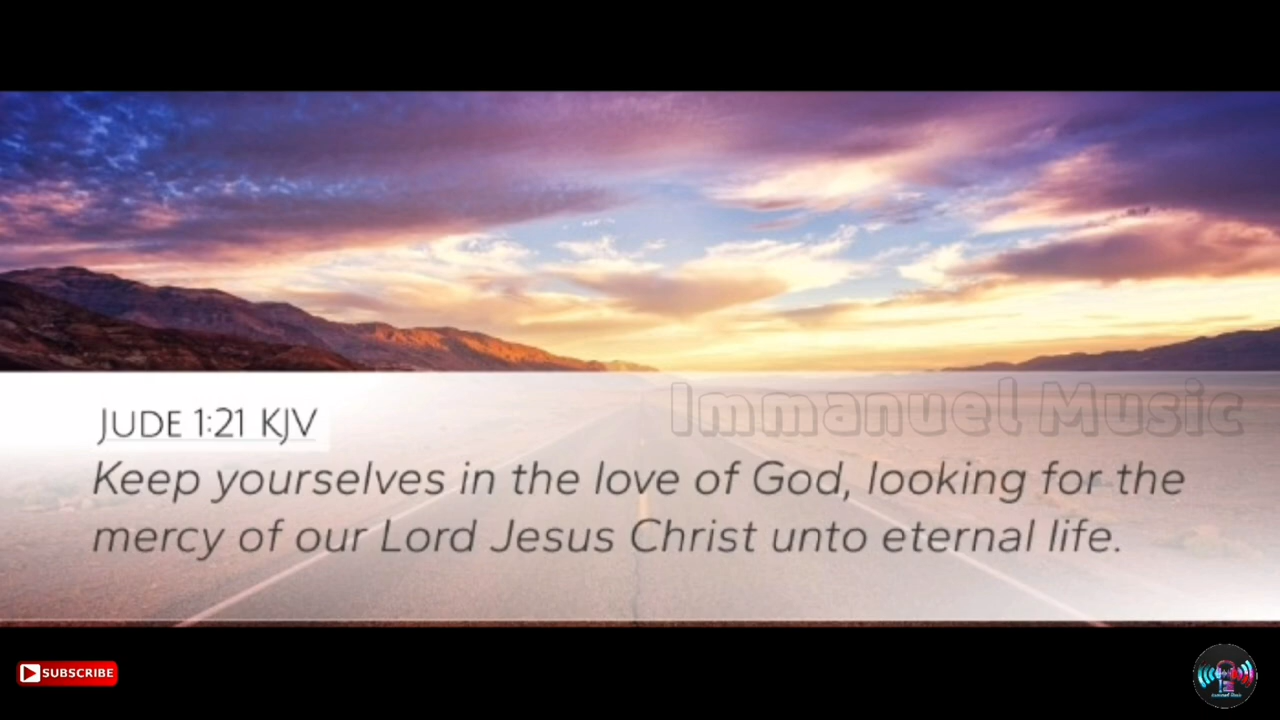 Immanuel Music
JUDE 1:21 KJV
Keep yourselves in the love of God, looking for the
mercy of our Lord Jesus Christ unto eternal life.
SUBSCRIBE